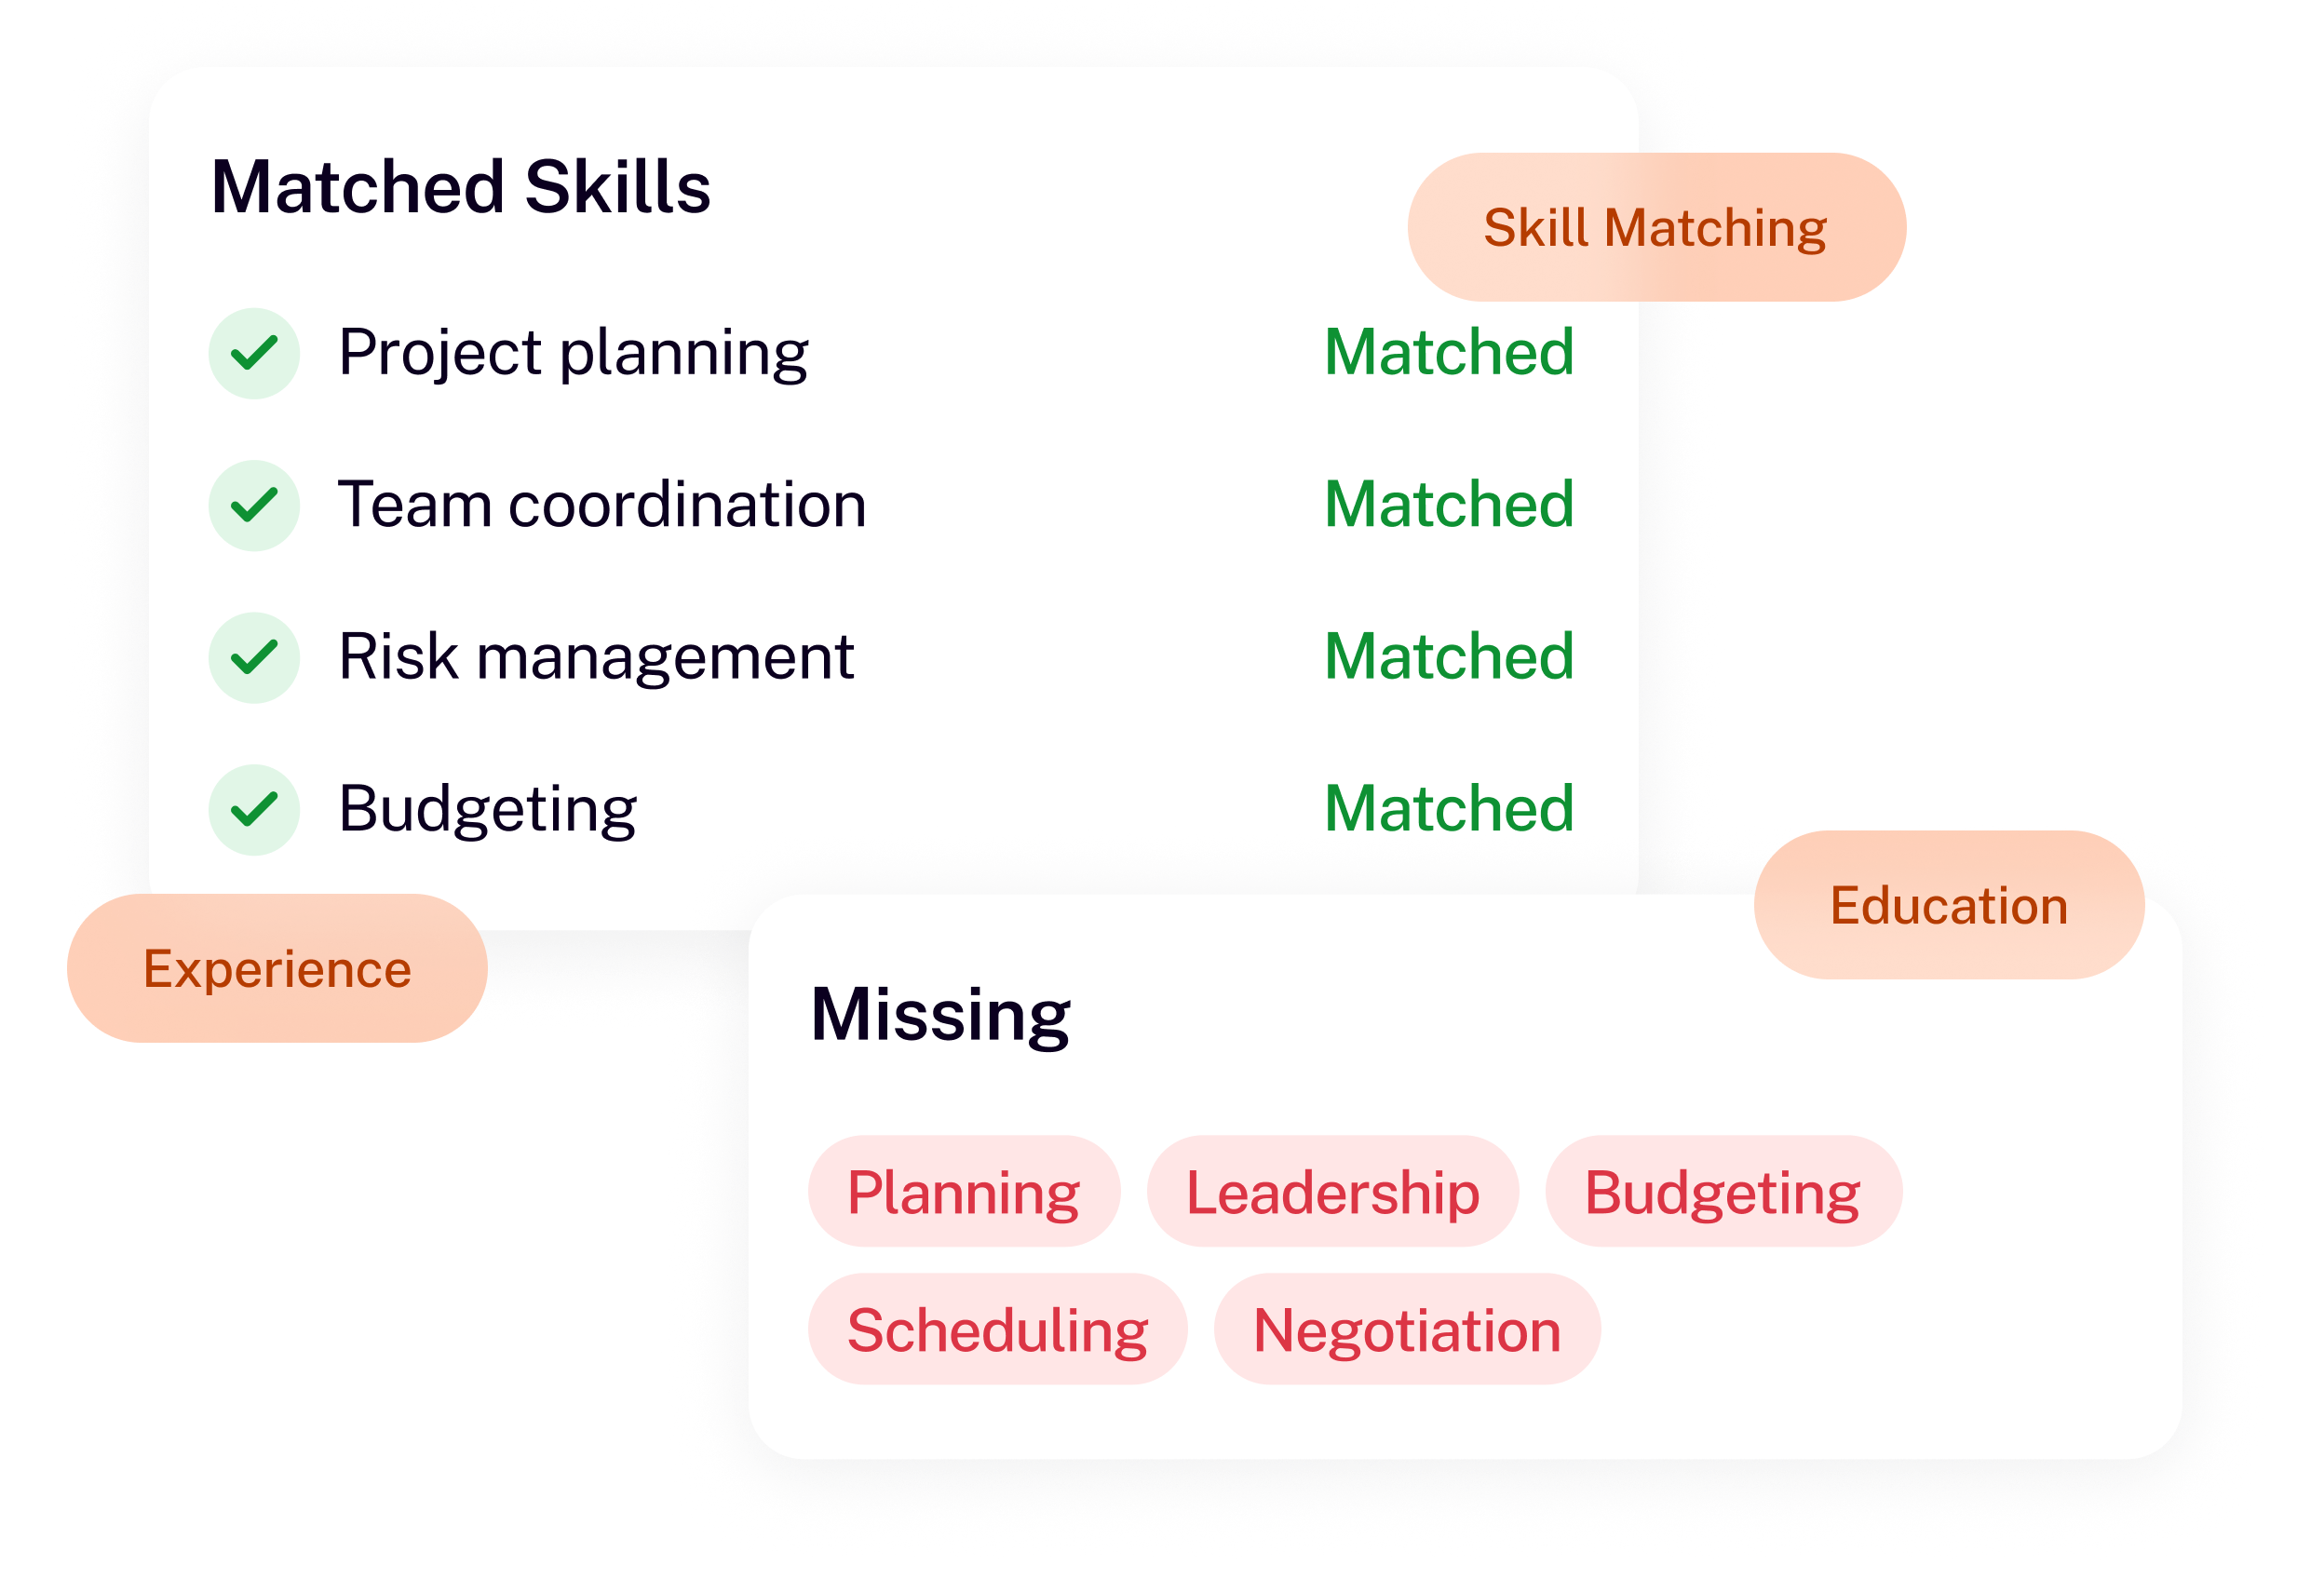 Matched Skills
Skill Matching
Project planning Matched
Team coordination Matched
Risk management Matched
Budgeting Matched
Education
Experience
Missing
Planning Leadership Budgeting
Scheduling Negotiation